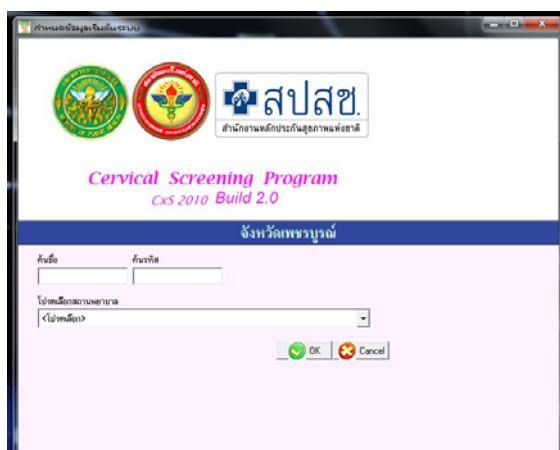 กำหนดข้อมูลเริ่มต้นระบบ
สปสช.
สำนักงานหลักประกันสุขภาพแห่งชาติ
Cervical Screening Program
CxS 2010 Build 2.0
จังหวัดเพชรบูรณ์
ค้นชื่อ ค้นรหัส
โปรดเลือกสถานพยาบาล
<โปรดเลือก>
OK Cancel